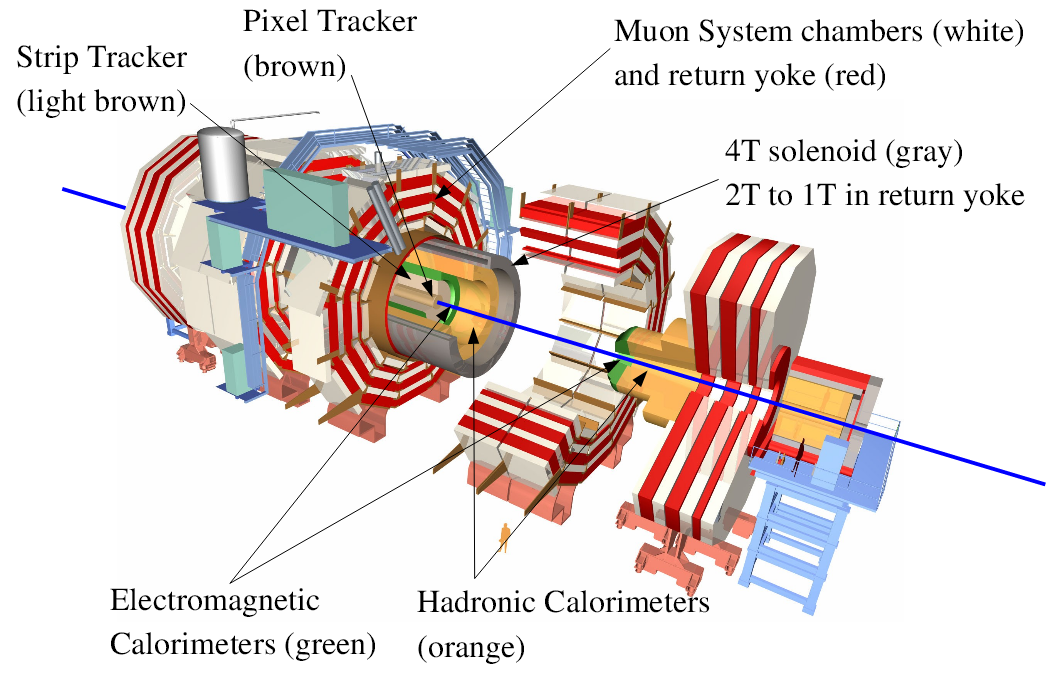 Pixel Tracker
(brown)
Strip Tracker
(light brown)
Muon System chambers (white)
and return yoke (red)
4T solenoid (gray)
2T to 1T in return yoke
Electromagnetic
Calorimeters (green)
Hadronic Calorimeters
(orange)